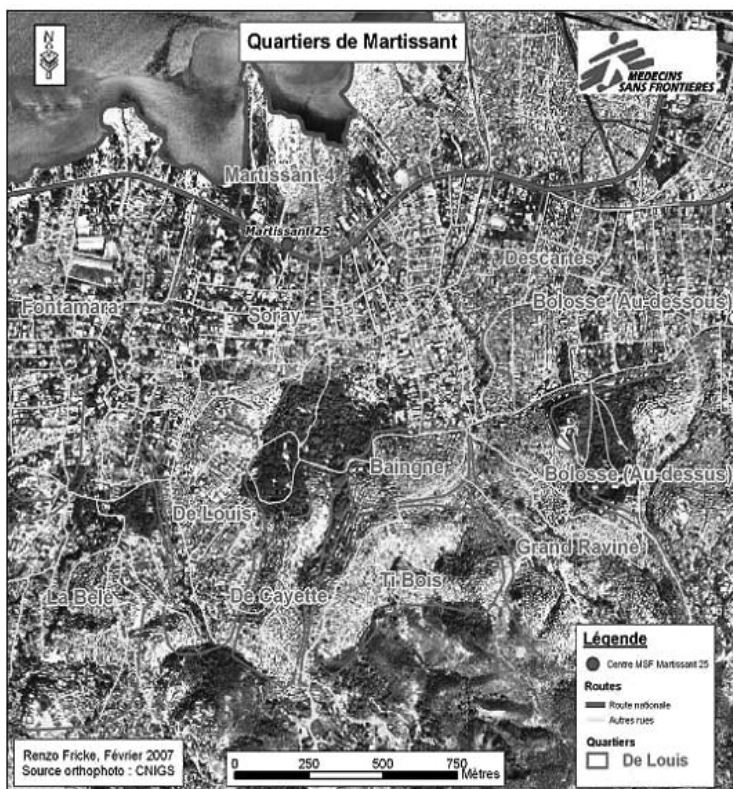 N
Quartiers de Martissant
MEDECINS
SANS FRONTIERES
Martissant 4
Martissant 25
Descartes
Fontamara
Soray
Bolosse (Au-dessous)
Baingner
Bolosse (Au-dessus)
De Louis
Grand Ravine
La Bele
De Cayette
Ti Bois
Légende
Centre MSF Martissant 25
Routes
Route nationale
Autres rues
Quartiers
De Louis
Renzo Fricke, Février 2007
Source orthophoto : CNIGS
0 250 500 750
Mètres